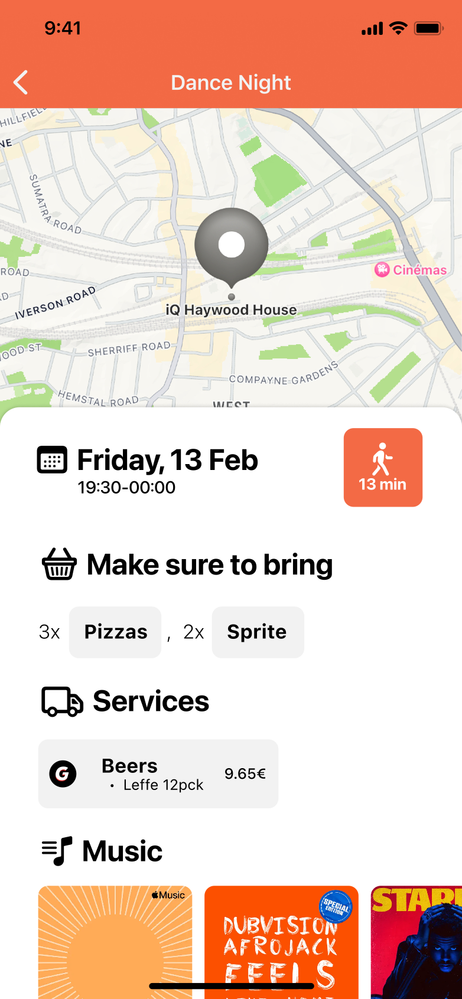 9:41
Dance Night
HILLFIEL
NE
SUMATRA ROAD
ROAD
Cinémas
D
IVERSON ROAD
iQ Haywood House
OOD ST
SHERRIFF ROAD
COMPAYNE GARDENS
HEMSTAL ROAD
WEST
Friday, 13 Feb
19:30-00:00
13 min
Make sure to bring
3x Pizzas , 2x Sprite
Services
G
Beers
9.65€
• Leffe 12pck
Music
Music
SPECIAL
EDITION
DUBVISION
AFROJACK
FEELS
STAR